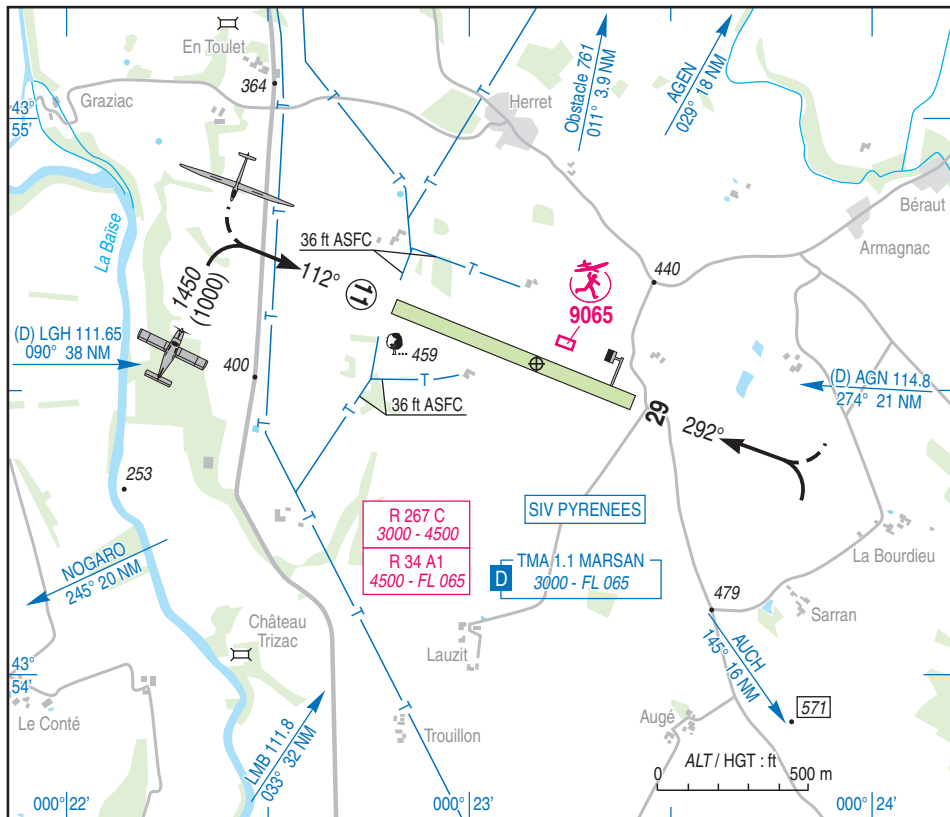 En Toulet
364
Graziac
43°
55'
Herret
Obstacle 761
011° 3.9 NM
AGEN
029° 18 NM
Béraut
Armagnac
La Baïse
36 ft ASFC
112°
11
1450
(1000)
9065
440
(D) LGH 111.65
090° 38 NM
459
400
36 ft ASFC
(D) AGN 114.8
274° 21 NM
29
292°
253
R 267 C
3000 - 4500
R 34 A1
4500 - FL 065
SIV PYRENEES
D
TMA 1.1 MARSAN
3000 - FL 065
La Bourdieu
NOGARO
245° 20 NM
479
Sarran
Château
Trizac
Lauzit
AUCH
145° 16 NM
43°
54'
Le Conté
LMB 111.8
033° 32 NM
Trouillon
Augé
571
ALT / HGT : ft
0
500 m
000° 22'
000° 23'
000° 24'
T
T
T
T
T
T
T
T
T
T
T
T
T
T